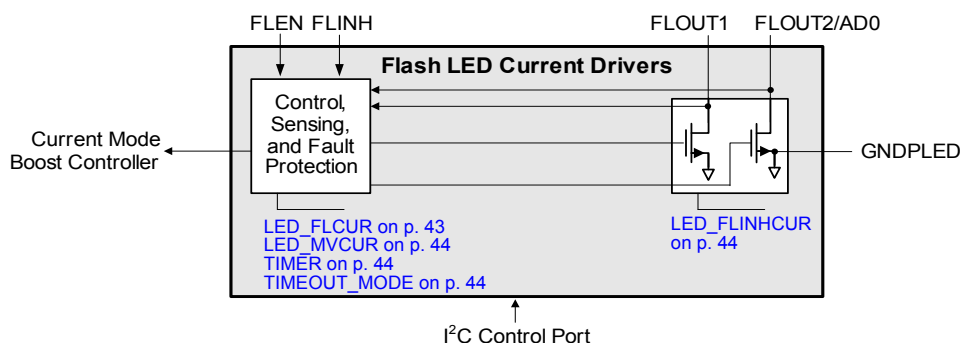 FLEN FLINH FLOUT1 FLOUT2/AD0
Flash LED Current Drivers
Control,
Sensing,
and Fault
Protection
Current Mode
Boost Controller
GNDPLED
LED_FLCUR on p. 43
LED_MVCUR on p. 44
TIMER on p. 44
TIMEOUT_MODE on p. 44
LED_FLINHCUR
on p. 44
I²C Control Port